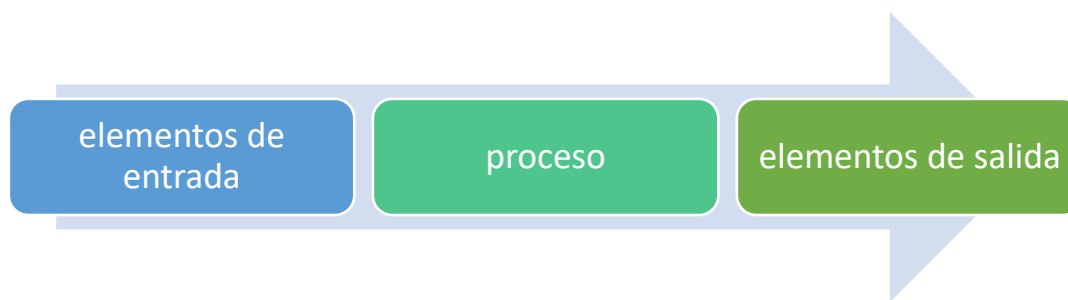 elementos de
entrada
proceso
elementos de salida